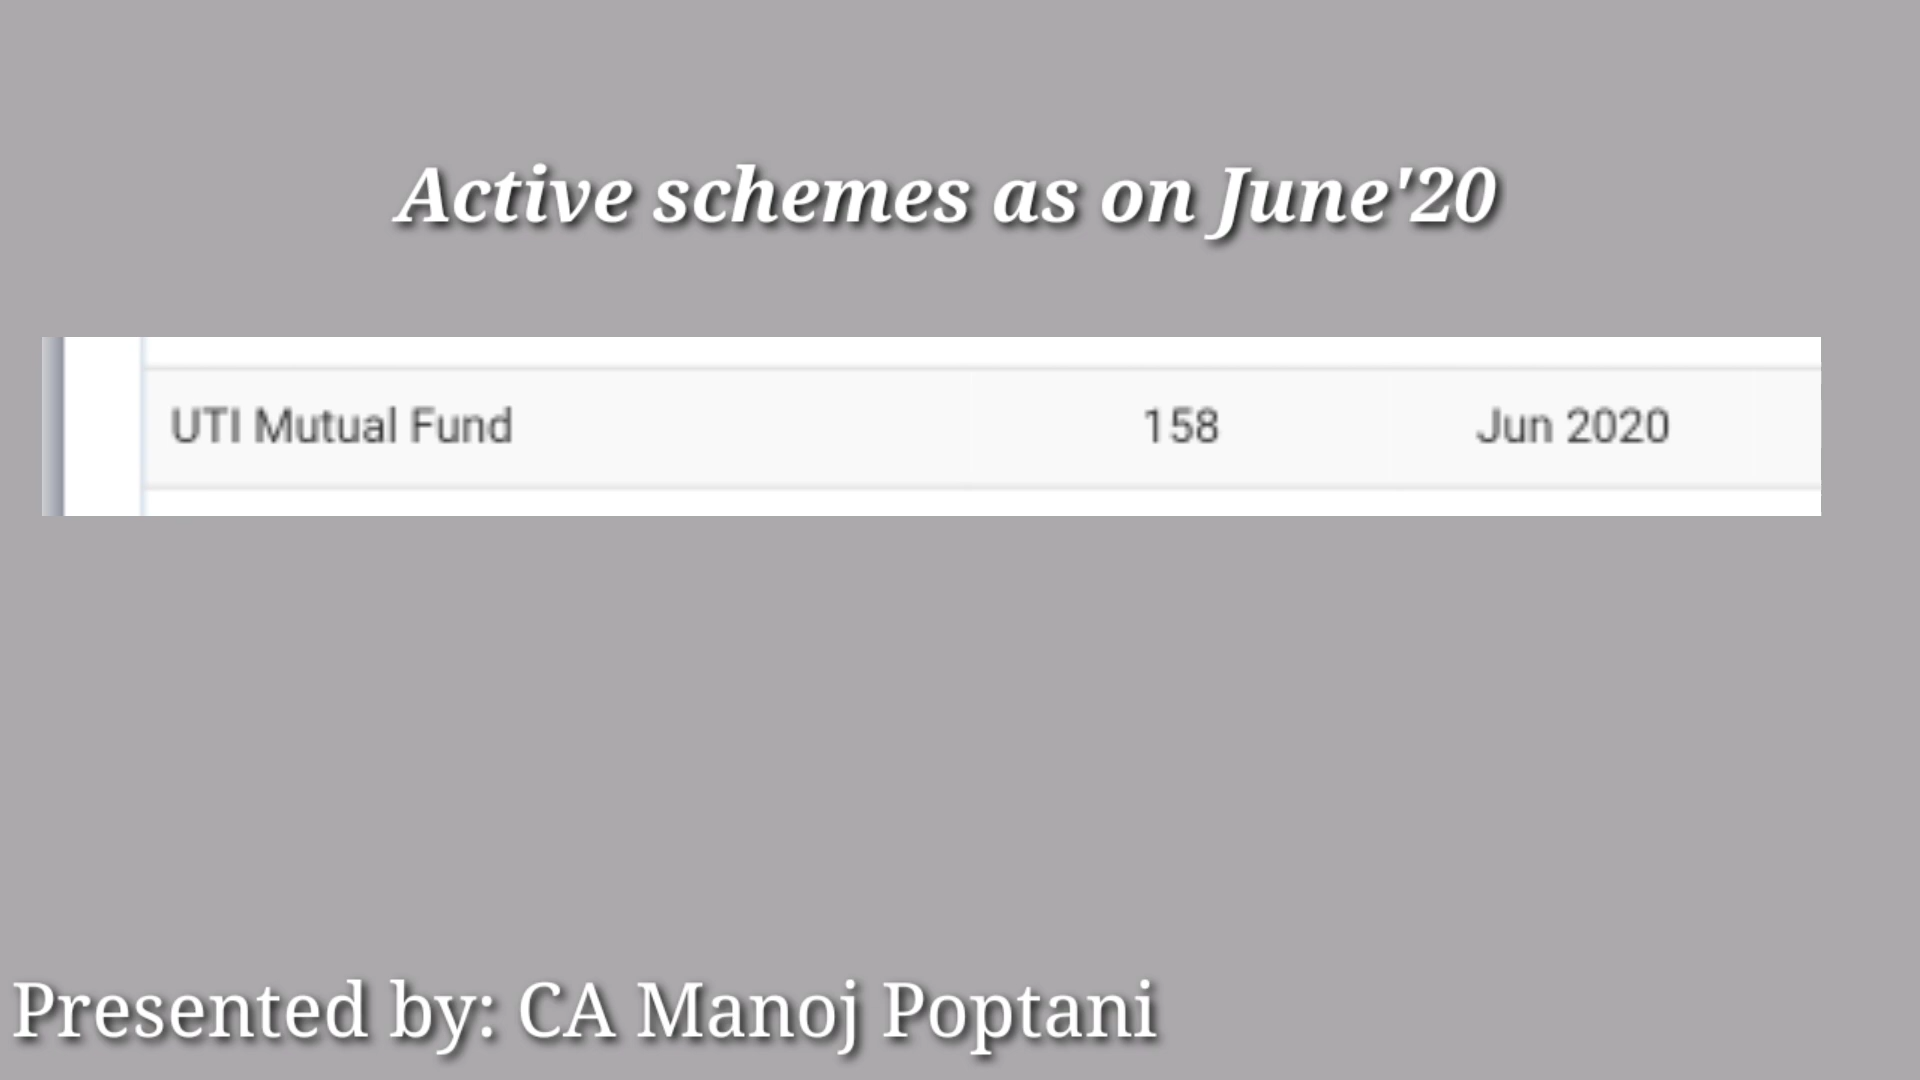 Active schemes as on June'20
UTI Mutual Fund 158 Jun 2020
Presented by: CA Manoj Poptani